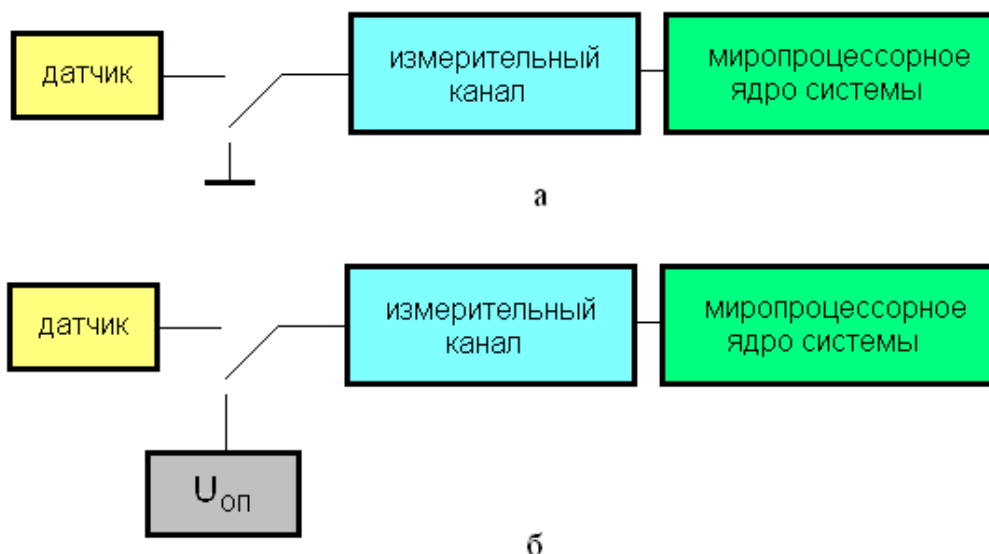 датчик
измерительный
канал
миропроцессорное
ядро системы
а
датчик
измерительный
канал
миропроцессорное
ядро системы
Uоп
б